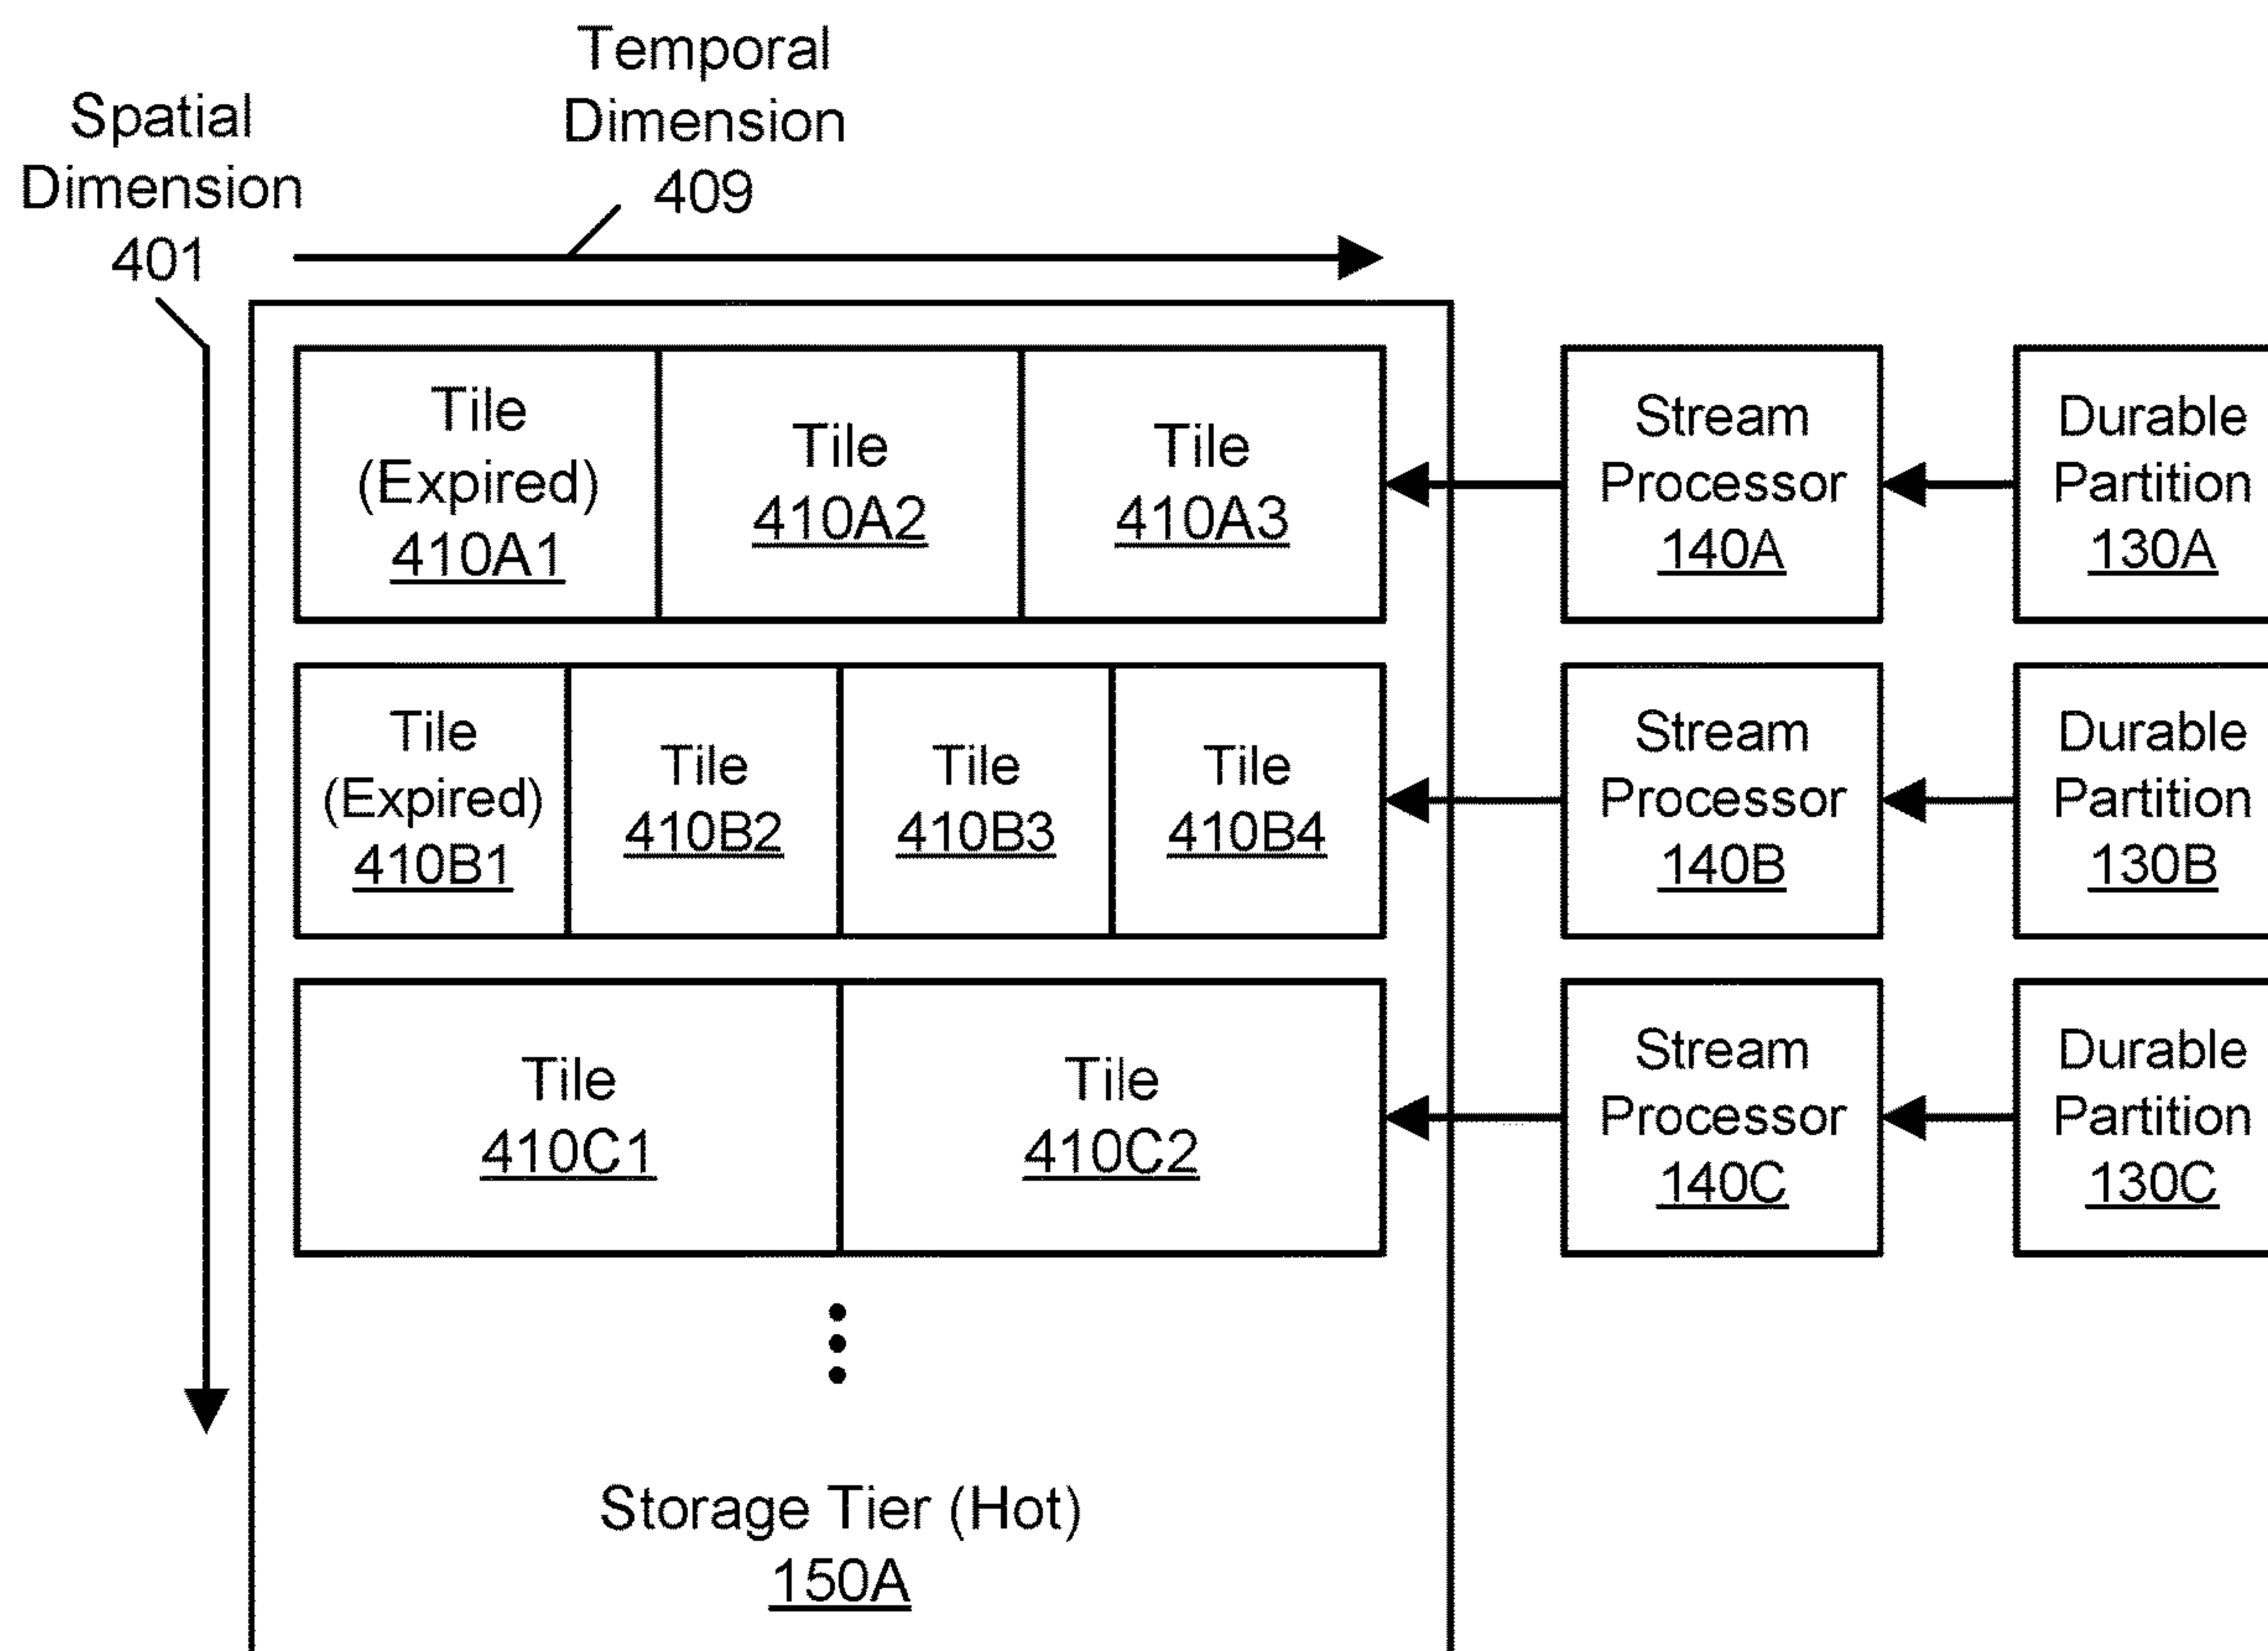 Temporal
Dimension
409
Spatial
Dimension
401
Tile
(Expired)
410A1
Tile
410A2
Tile
410A3
Stream
Processor
140A
Durable
Partition
130A
Tile
(Expired)
410B1
Tile
410B2
Tile
410B3
Tile
410B4
Stream
Processor
140B
Durable
Partition
130B
Tile
410C1
Tile
410C2
Stream
Processor
140C
Durable
Partition
130C
Storage Tier (Hot)
150A